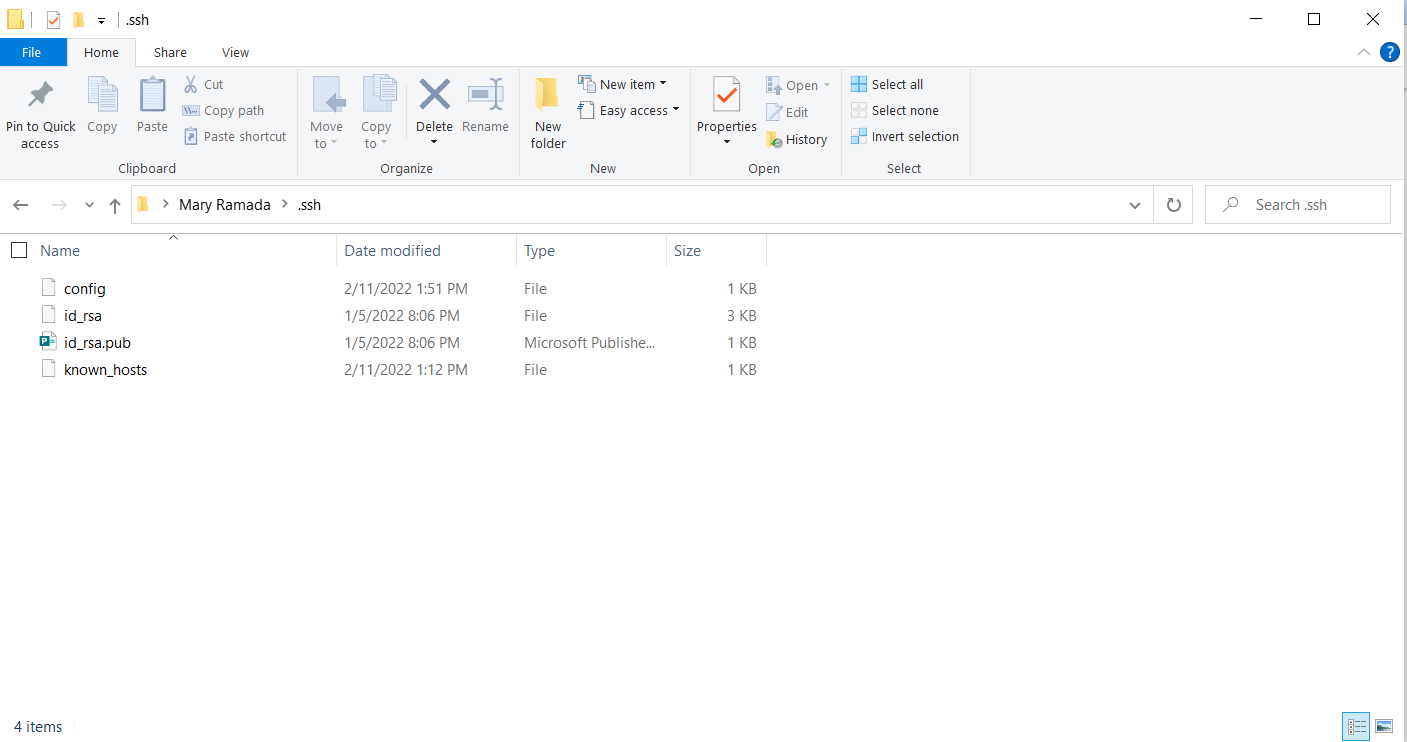 .ssh
File Home Share View
Pin to Quick access
Copy
Paste
Cut
Copy path
Paste shortcut
Clipboard
Move to
Copy to
Delete
Rename
Organize
New folder
New item
Easy access
New
Properties
Open
Edit
History
Open
Select all
Select none
Invert selection
Select
Mary Ramada > .ssh
Search .ssh
Name Date modified Type Size
config 2/11/2022 1:51 PM File 1 KB
id_rsa 1/5/2022 8:06 PM File 3 KB
id_rsa.pub 1/5/2022 8:06 PM Microsoft Publishe... 1 KB
known_hosts 2/11/2022 1:12 PM File 1 KB
4 items